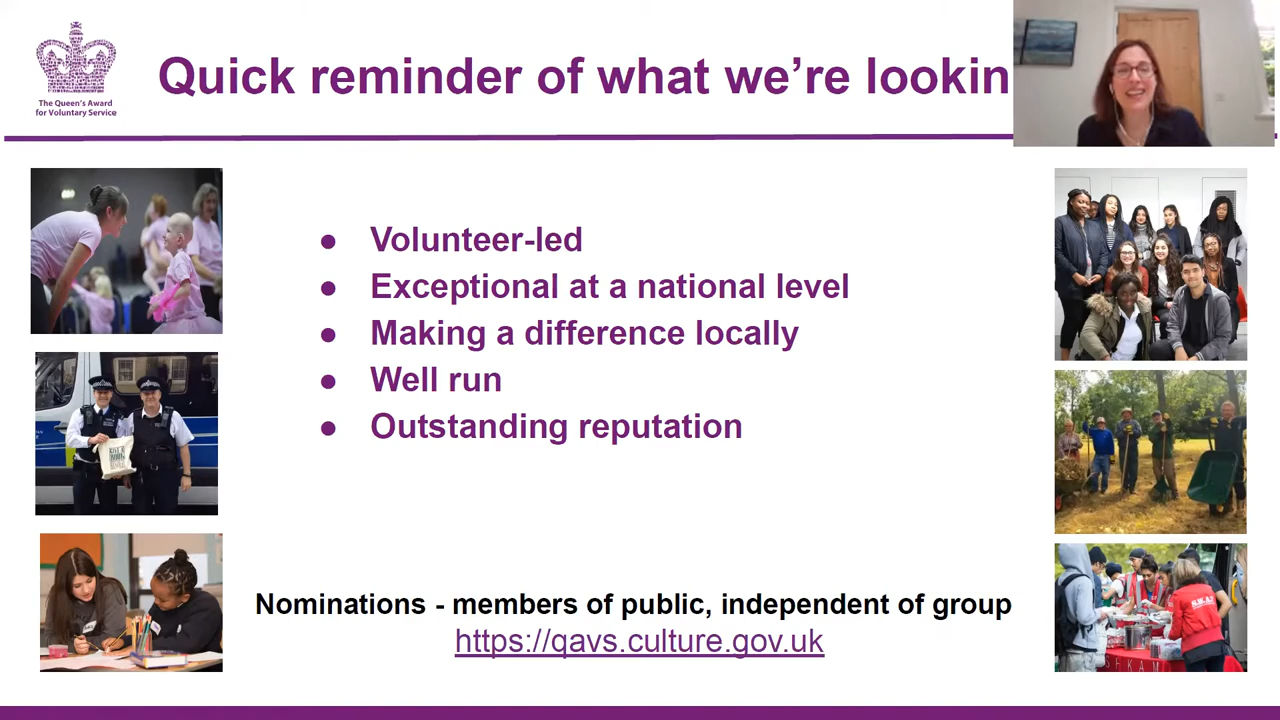 The Queen's Award
for Voluntary Service
Quick reminder of what we're lookin
● Volunteer-led
● Exceptional at a national level
● Making a difference locally
● Well run
● Outstanding reputation
Nominations - members of public, independent of group
https://qavs.culture.gov.uk